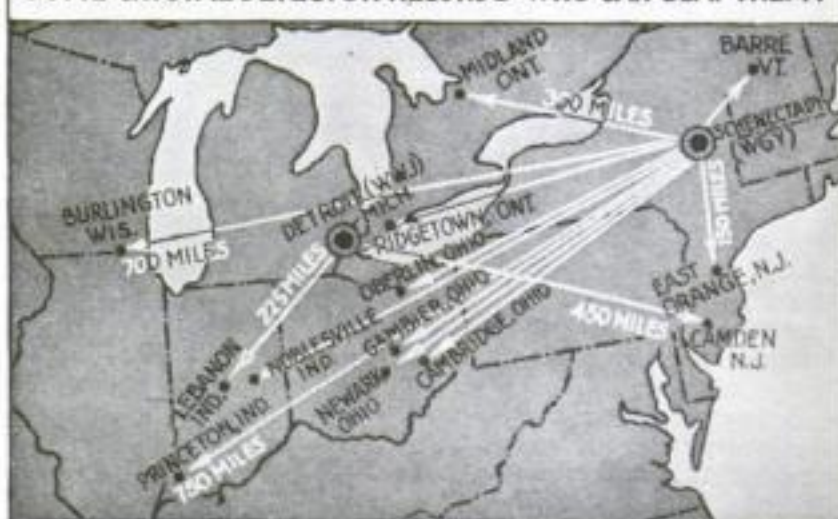 BARRE
VT.
MIDLAND
ONT.
MILES
SCHENECTADY
(WGY)
150 MILES
DETROIT (WWJ)
MICH.
BURLINGTON
WIS.
700 MILES
RIDGETOWN, ONT.
OBERLIN, OHIO
EAST
ORANGE, N.J.
225 MILES
450 MILES
CAMDEN
N.J.
GAMBIER, OHIO
CAMBRIDGE, OHIO
NOBLESVILLE
IND.
LEBANON
IND.
NEWARK
OHIO
PRINCETON, IND.
750 MILES